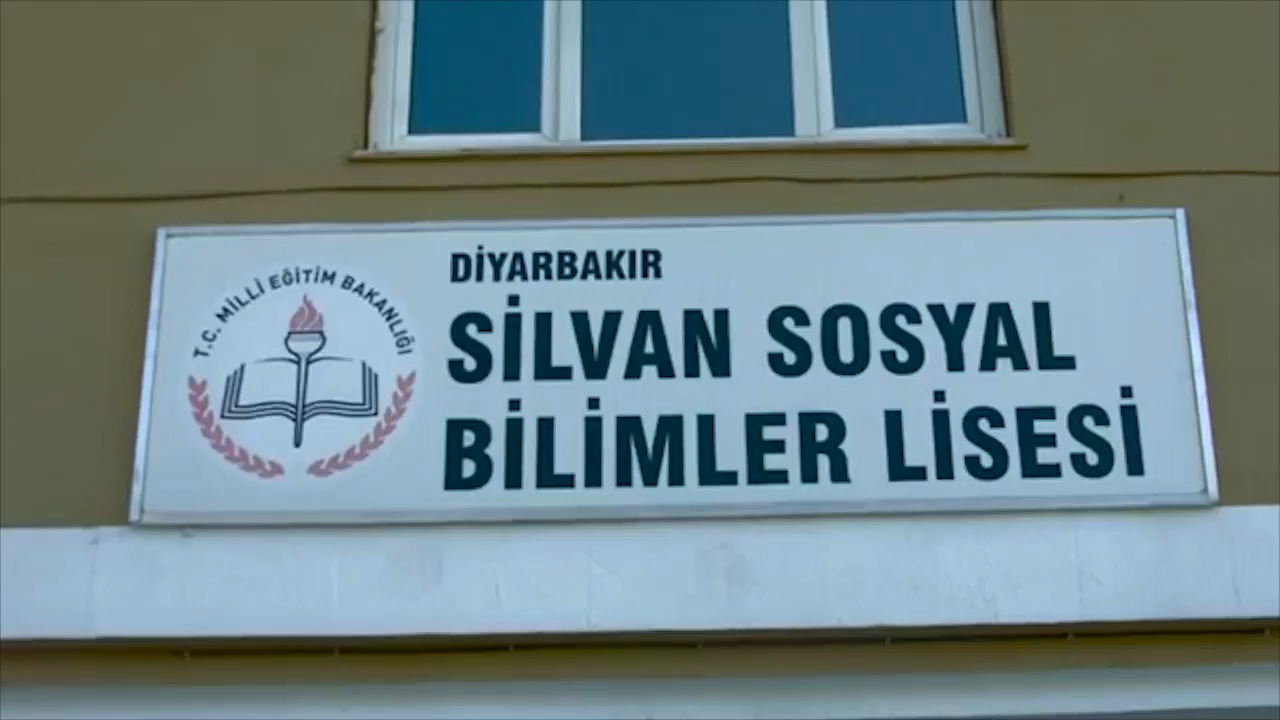 T.C. MİLLİ EĞİTİM BAKANLIĞI
DİYARBAKIR
SİLVAN SOSYAL
BİLİMLER LİSESİ